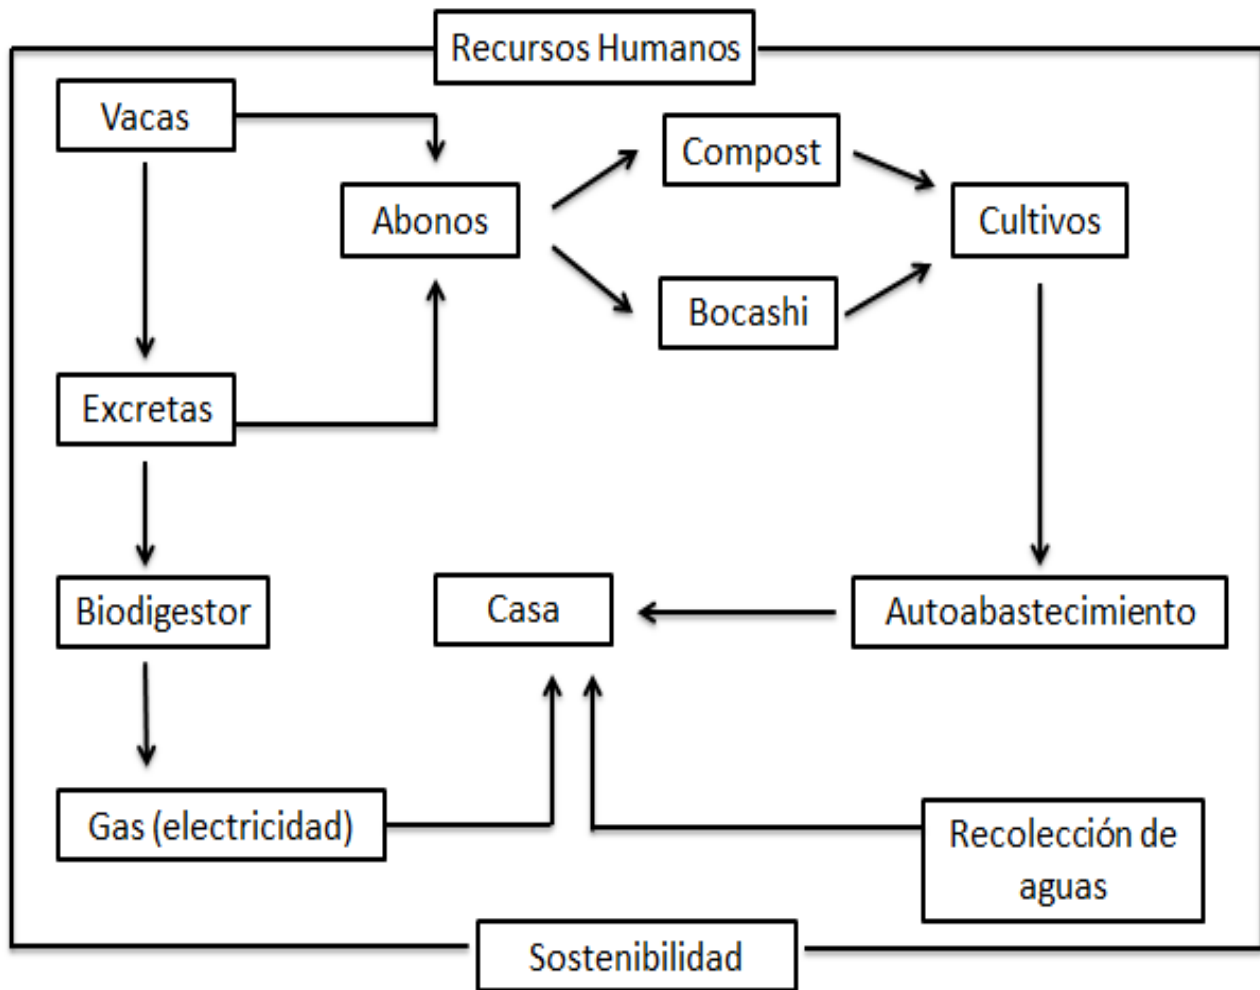 Recursos Humanos
Vacas
Compost
Abonos
Cultivos
Bocashi
Excretas
Biodigestor
Casa
Autoabastecimiento
Gas (electricidad)
Recolección de
aguas
Sostenibilidad